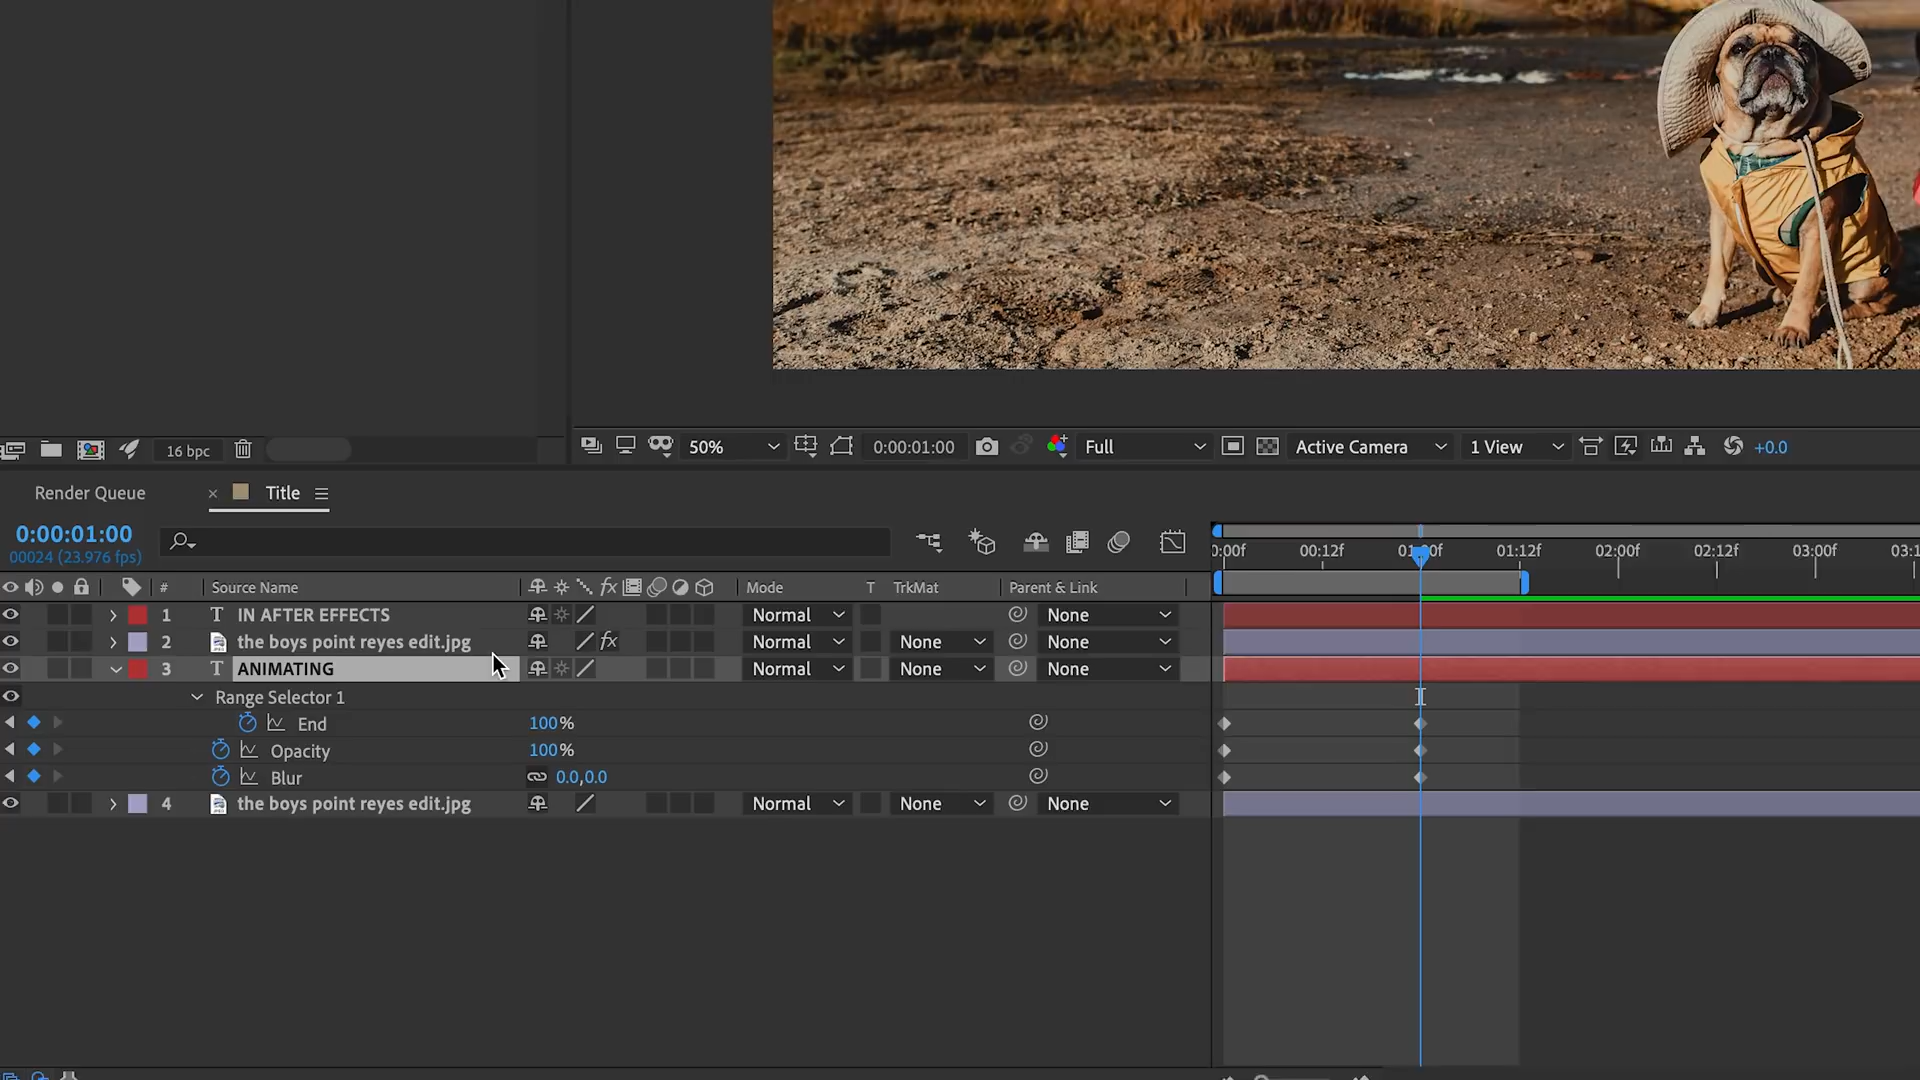 16 bpc
50%
0:00:01:00
Full
Active Camera
1 View
+0.0
Render Queue
× Title
0:00:01:00
00024 (23.976 fps)
0:00f 00:12f 01:00f 01:12f 02:00f 02:12f 03:00f 03:1
# Source Name fx Mode T TrkMat Parent & Link
1 T IN AFTER EFFECTS Normal None
2 the boys point reyes edit.jpg fx Normal None None
3 T ANIMATING Normal None None
Range Selector 1
End 100%
Opacity 100%
Blur 0.0,0.0
4 the boys point reyes edit.jpg Normal None None